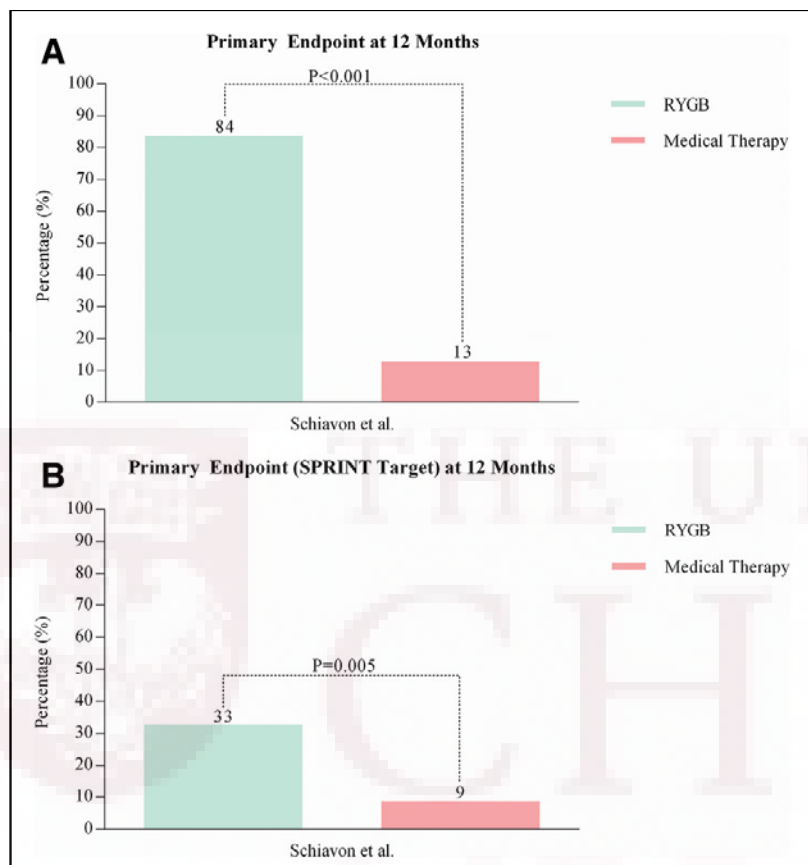 A
Primary Endpoint at 12 Months
P<0.001
100
90
80
70
60
50
40
30
20
10
0
Percentage (%)
84
13
RYGB
Medical Therapy
Schiavon et al.
B
Primary Endpoint (SPRINT Target) at 12 Months
THE U
CH
100
90
80
70
60
50
40
30
20
10
0
Percentage (%)
P=0.005
33
9
RYGB
Medical Therapy
Schiavon et al.